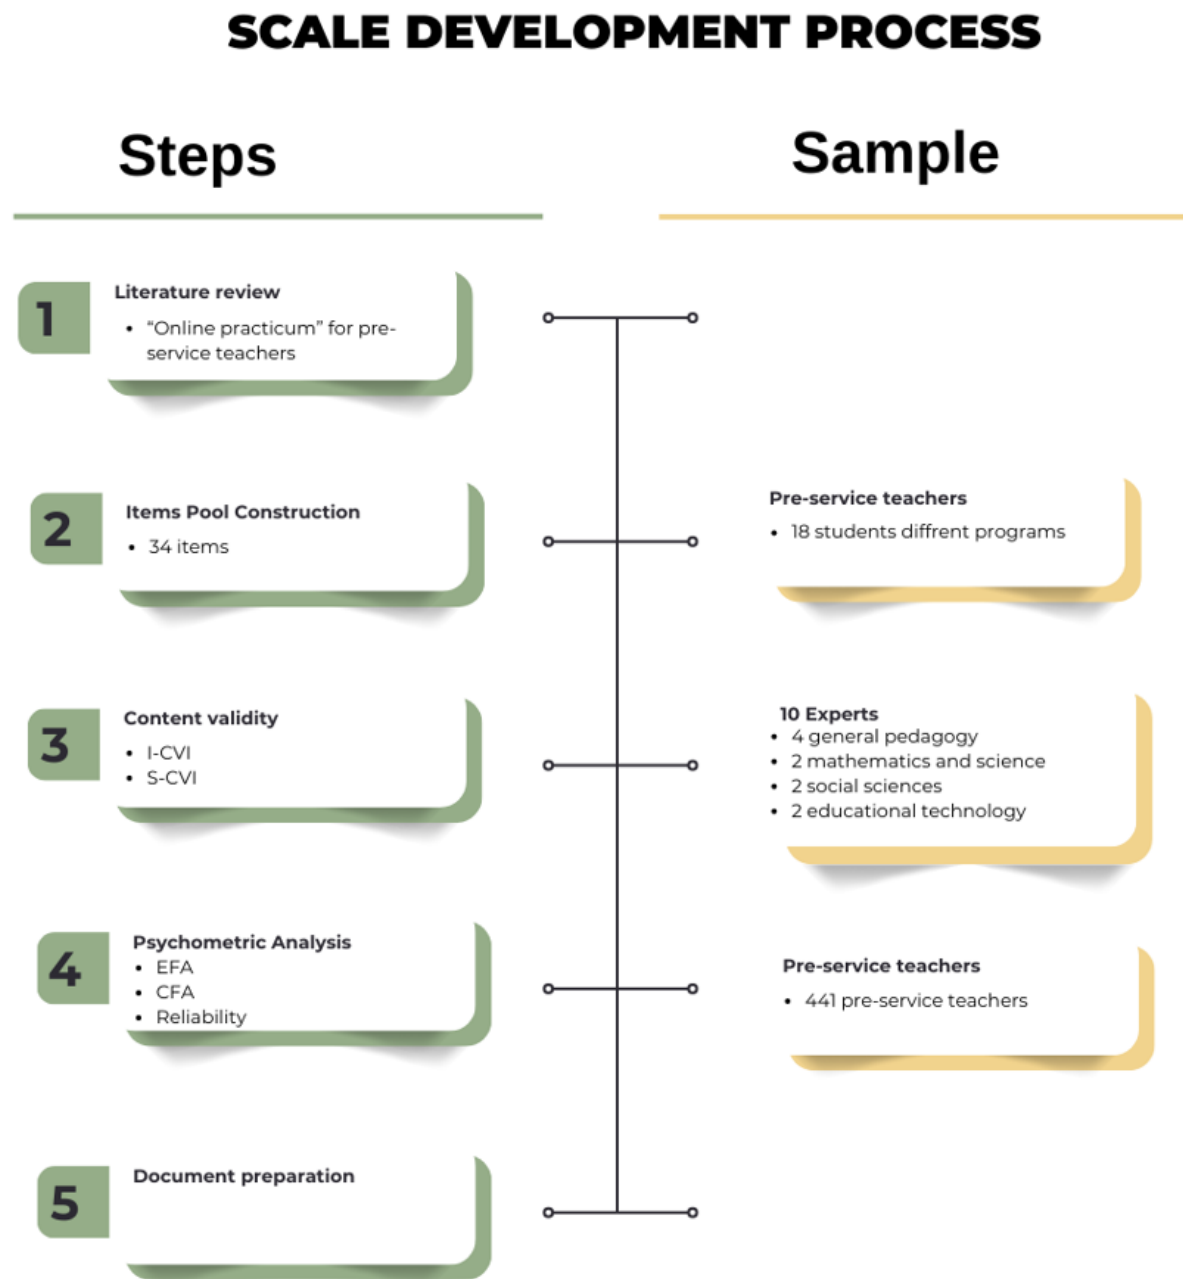 SCALE DEVELOPMENT PROCESS
Steps
Sample
1
Literature review
• “Online practicum” for pre-
service teachers
2
Items Pool Construction
• 34 items
Pre-service teachers
• 18 students diffrent programs
3
Content validity
• I-CVI
• S-CVI
10 Experts
• 4 general pedagogy
• 2 mathematics and science
• 2 social sciences
• 2 educational technology
4
Psychometric Analysis
• EFA
• CFA
• Reliability
Pre-service teachers
• 441 pre-service teachers
5
Document preparation